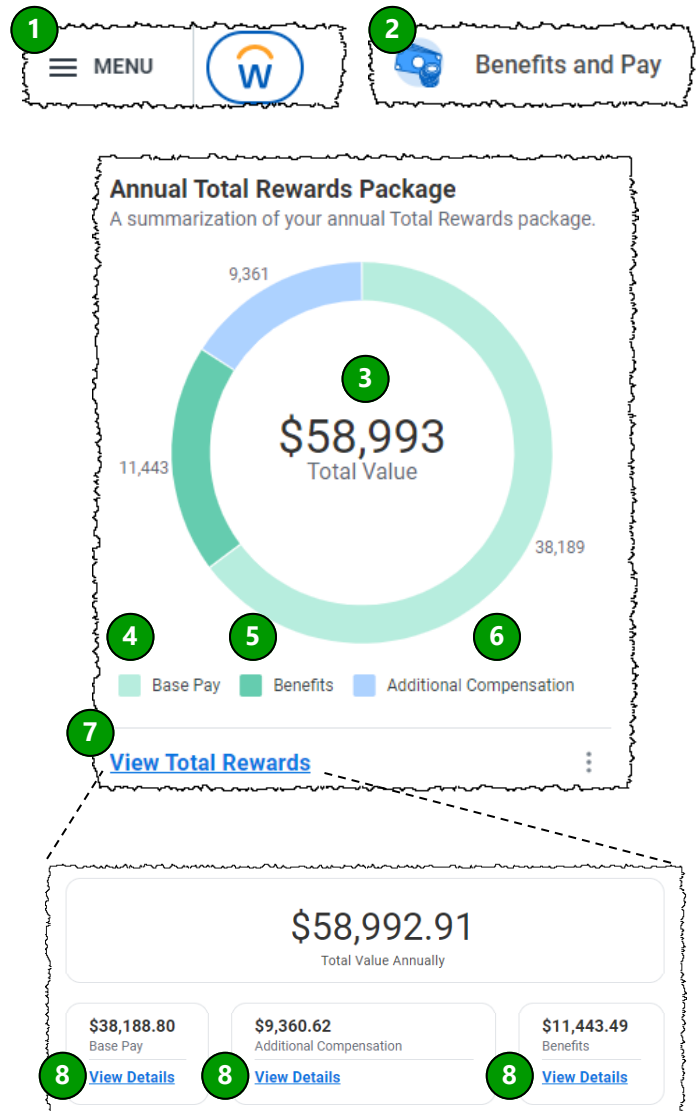 1
2
MENU
W
Benefits and Pay
Annual Total Rewards Package
A summarization of your annual Total Rewards package.
9,361
3
$58,993
Total Value
11,443
38,189
4
5
6
Base Pay
Benefits
Additional Compensation
7
View Total Rewards
$58,992.91
Total Value Annually
$38,188.80
Base Pay
8
View Details
$9,360.62
Additional Compensation
8
View Details
$11,443.49
Benefits
8
View Details